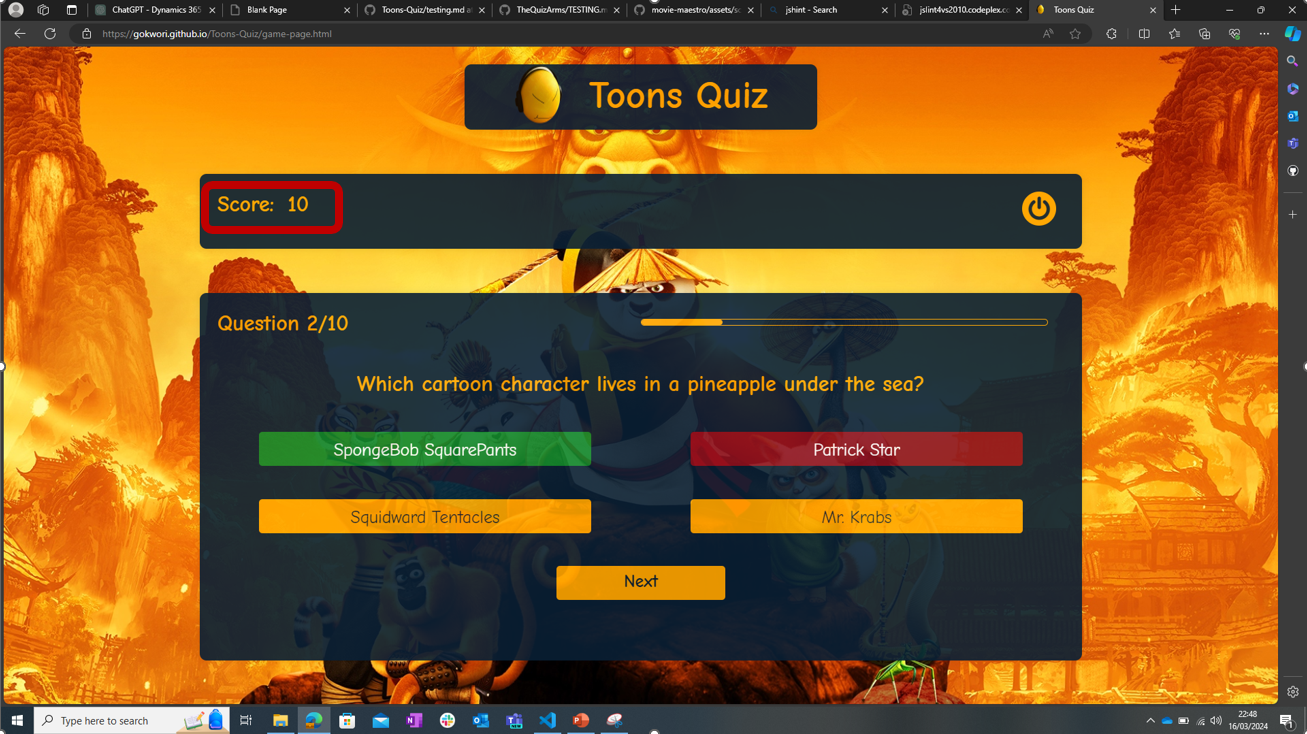 ChatGPT - Dynamics 365
Blank Page
Toons-Quiz/testing.md at
TheQuizArms/TESTING.m
movie-maestro/assets/sc
jshint - Search
jslint4vs2010.codeplex.co
Toons Quiz
https://gokwori.github.io/Toons-Quiz/game-page.html
Toons Quiz
Score: 10
Question 2/10
Which cartoon character lives in a pineapple under the sea?
SpongeBob SquarePants
Patrick Star
Squidward Tentacles
Mr. Krabs
Next
Type here to search
22:48
16/03/2024
1